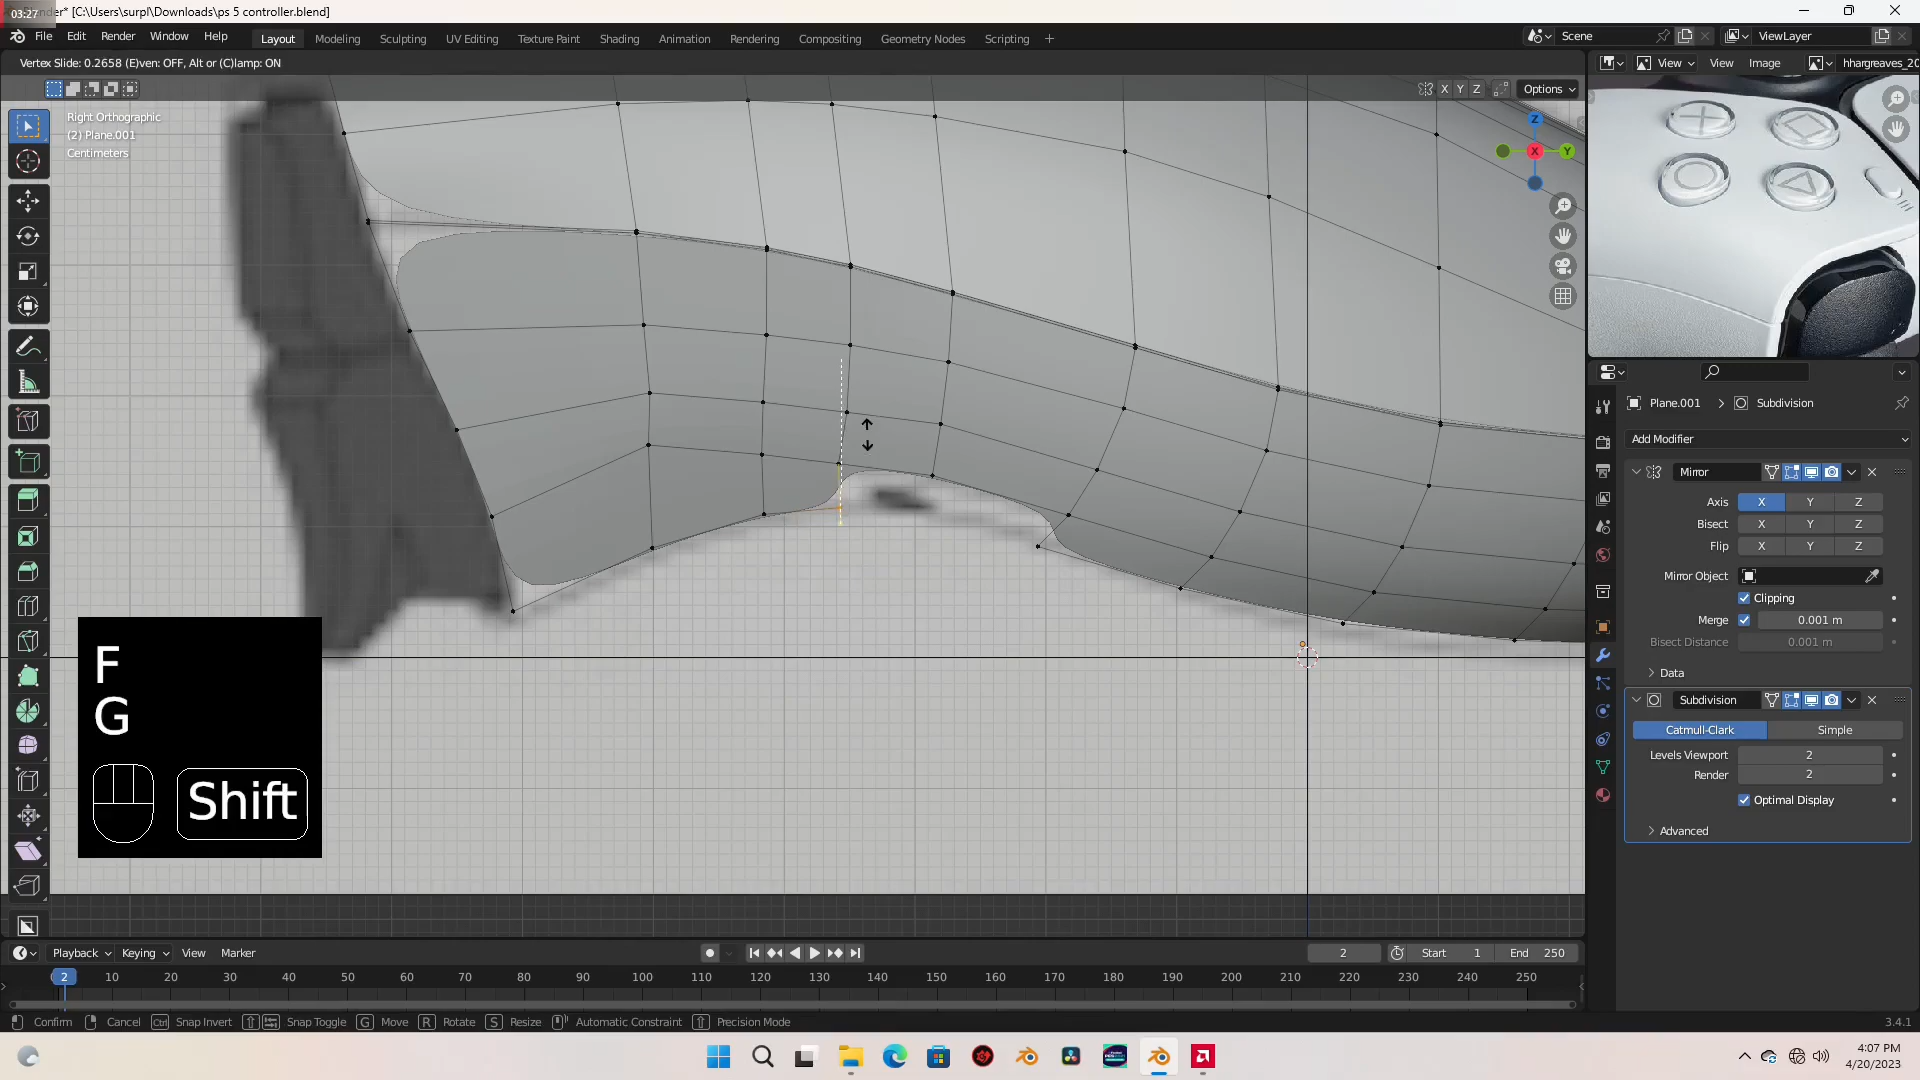 03:27
nder* [C:\Users\surpl\Downloads\ps 5 controller.blend]
File Edit Render Window Help
Layout Modeling Sculpting UV Editing Texture Paint Shading Animation Rendering Compositing Geometry Nodes Scripting +
Scene
ViewLayer
Vertex Slide: 0.2658 (E)ven: OFF, Alt or (C)lamp: ON
View View Image hhargreaves_20
X Y Z Options
Right Orthographic
(2) Plane.001
Centimeters
Z
X Y
Plane.001 > Subdivision
Add Modifier
Mirror
Axis X Y Z
Bisect X Y Z
Flip X Y Z
Mirror Object
Clipping
Merge 0.001 m
Bisect Distance 0.001 m
Data
Subdivision
Catmull-Clark Simple
Levels Viewport 2
Render 2
Optimal Display
Advanced
F
G
Shift
Playback Keying View Marker
2 Start 1 End 250
2 10 20 30 40 50 60 70 80 90 100 110 120 130 140 150 160 170 180 190 200 210 220 230 240 250
Confirm Cancel Ctrl Snap Invert Snap Toggle G Move R Rotate S Resize Automatic Constraint Precision Mode 3.4.1
4:07 PM
4/20/2023